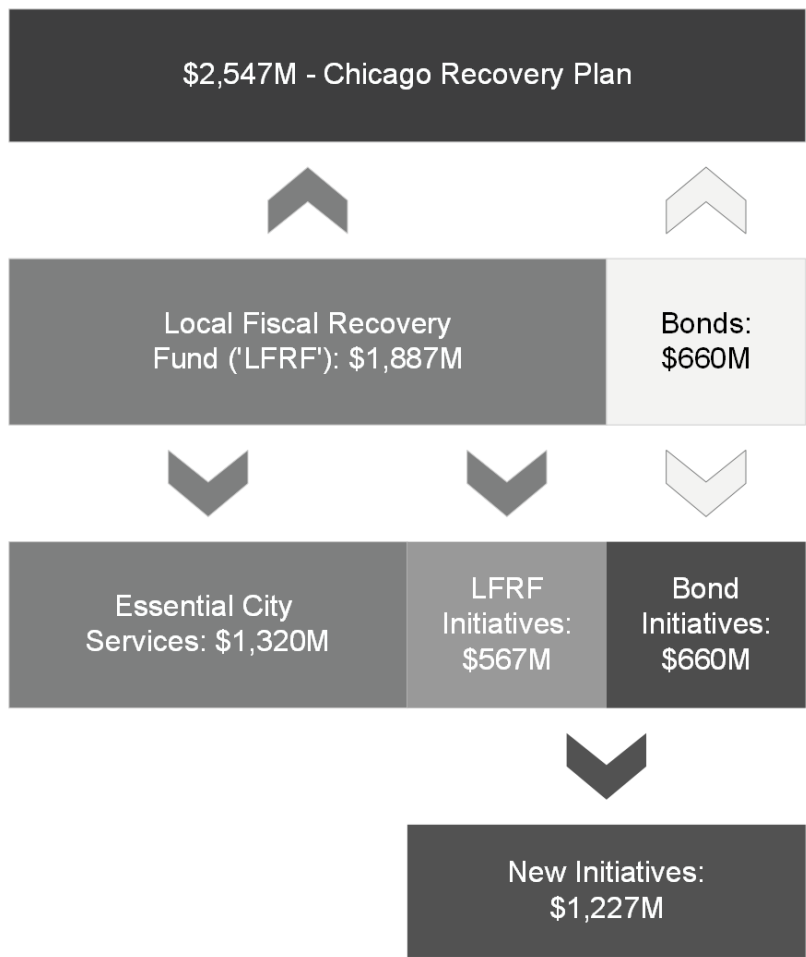 $2,547M - Chicago Recovery Plan
Local Fiscal Recovery
Fund ('LFRF'): $1,887M
Bonds:
$660M
Essential City
Services: $1,320M
LFRF
Initiatives:
$567M
Bond
Initiatives:
$660M
New Initiatives:
$1,227M